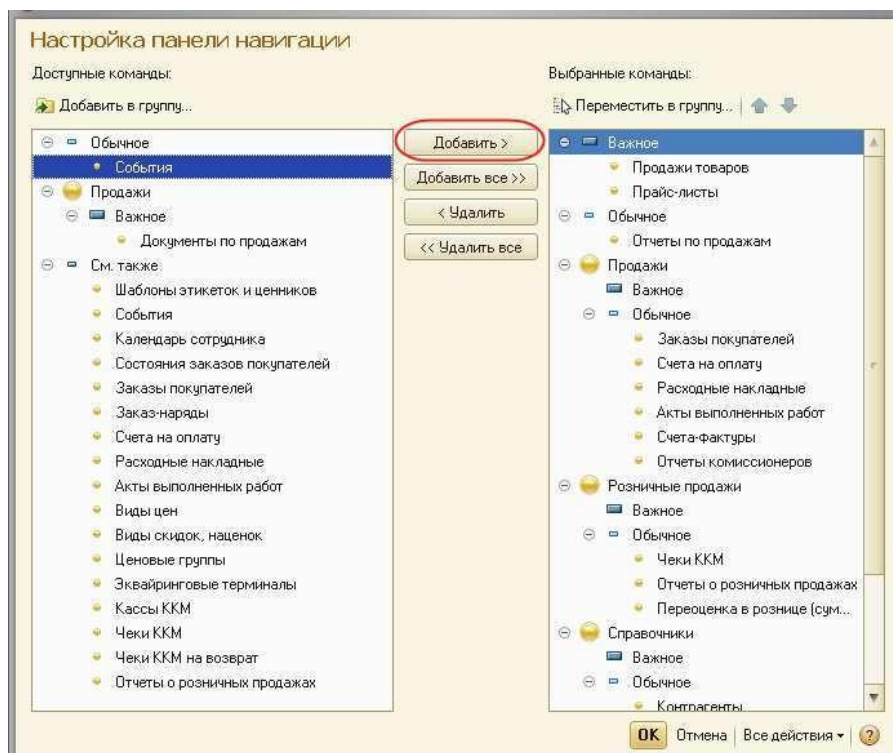 Настройка панели навигации
Доступные команды:
Добавить в группу...
Обычное
События
Продажи
Важное
Документы по продажам
См. также
Шаблоны этикеток и ценников
События
Календарь сотрудника
Состояния заказов покупателей
Заказы покупателей
Заказ-наряды
Счета на оплату
Расходные накладные
Акты выполненных работ
Виды цен
Виды скидок, наценок
Ценовые группы
Эквайринговые терминалы
Кассы ККМ
Чеки ККМ
Чеки ККМ на возврат
Отчеты о розничных продажах
Добавить >
Добавить все >>
< Удалить
<< Удалить все
Выбранные команды:
Переместить в группу...
Важное
Продажи товаров
Прайс-листы
Обычное
Отчеты по продажам
Продажи
Важное
Обычное
Заказы покупателей
Счета на оплату
Расходные накладные
Акты выполненных работ
Счета-фактуры
Отчеты комиссионеров
Розничные продажи
Важное
Обычное
Чеки ККМ
Отчеты о розничных продажах
Переоценка в рознице (сум...
Справочники
Важное
Обычное
Контрагенты
OK Отмена Все действия ?